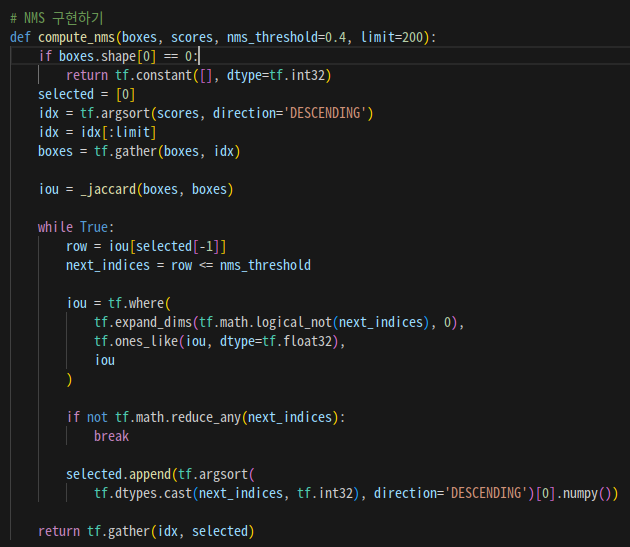 # NMS 구현하기
def compute_nms(boxes, scores, nms_threshold=0.4, limit=200):
    if boxes.shape[0] == 0:
        return tf.constant([], dtype=tf.int32)
    selected = [0]
    idx = tf.argsort(scores, direction='DESCENDING')
    idx = idx[:limit]
    boxes = tf.gather(boxes, idx)

    iou = _jaccard(boxes, boxes)

    while True:
        row = iou[selected[-1]]
        next_indices = row <= nms_threshold

        iou = tf.where(
            tf.expand_dims(tf.math.logical_not(next_indices), 0),
            tf.ones_like(iou, dtype=tf.float32),
            iou
        )

        if not tf.math.reduce_any(next_indices):
            break

        selected.append(tf.argsort(
            tf.dtypes.cast(next_indices, tf.int32), direction='DESCENDING')[0].numpy())

    return tf.gather(idx, selected)